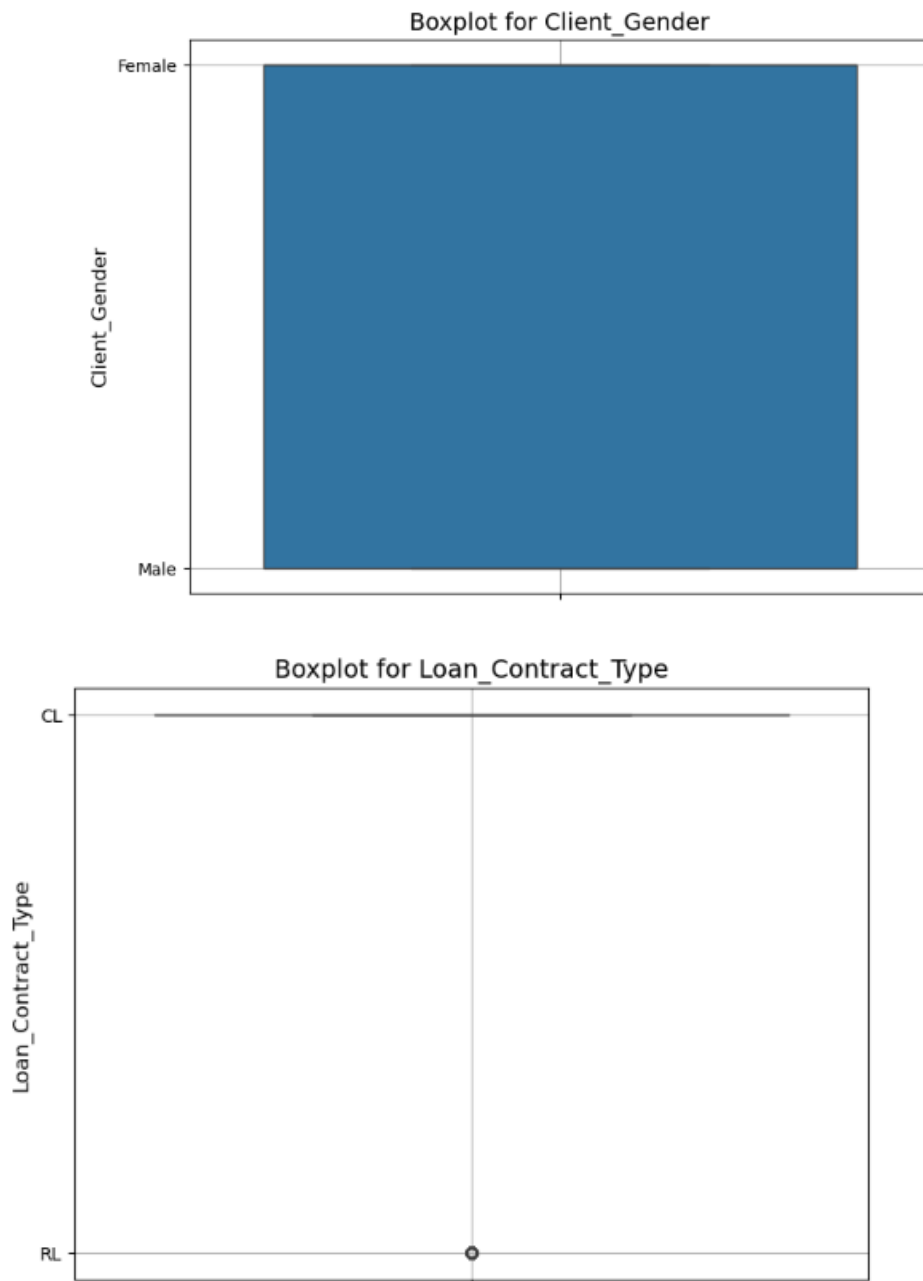 Boxplot for Client_Gender
Female
Client_Gender
Male
Boxplot for Loan_Contract_Type
CL
Loan_Contract_Type
RL